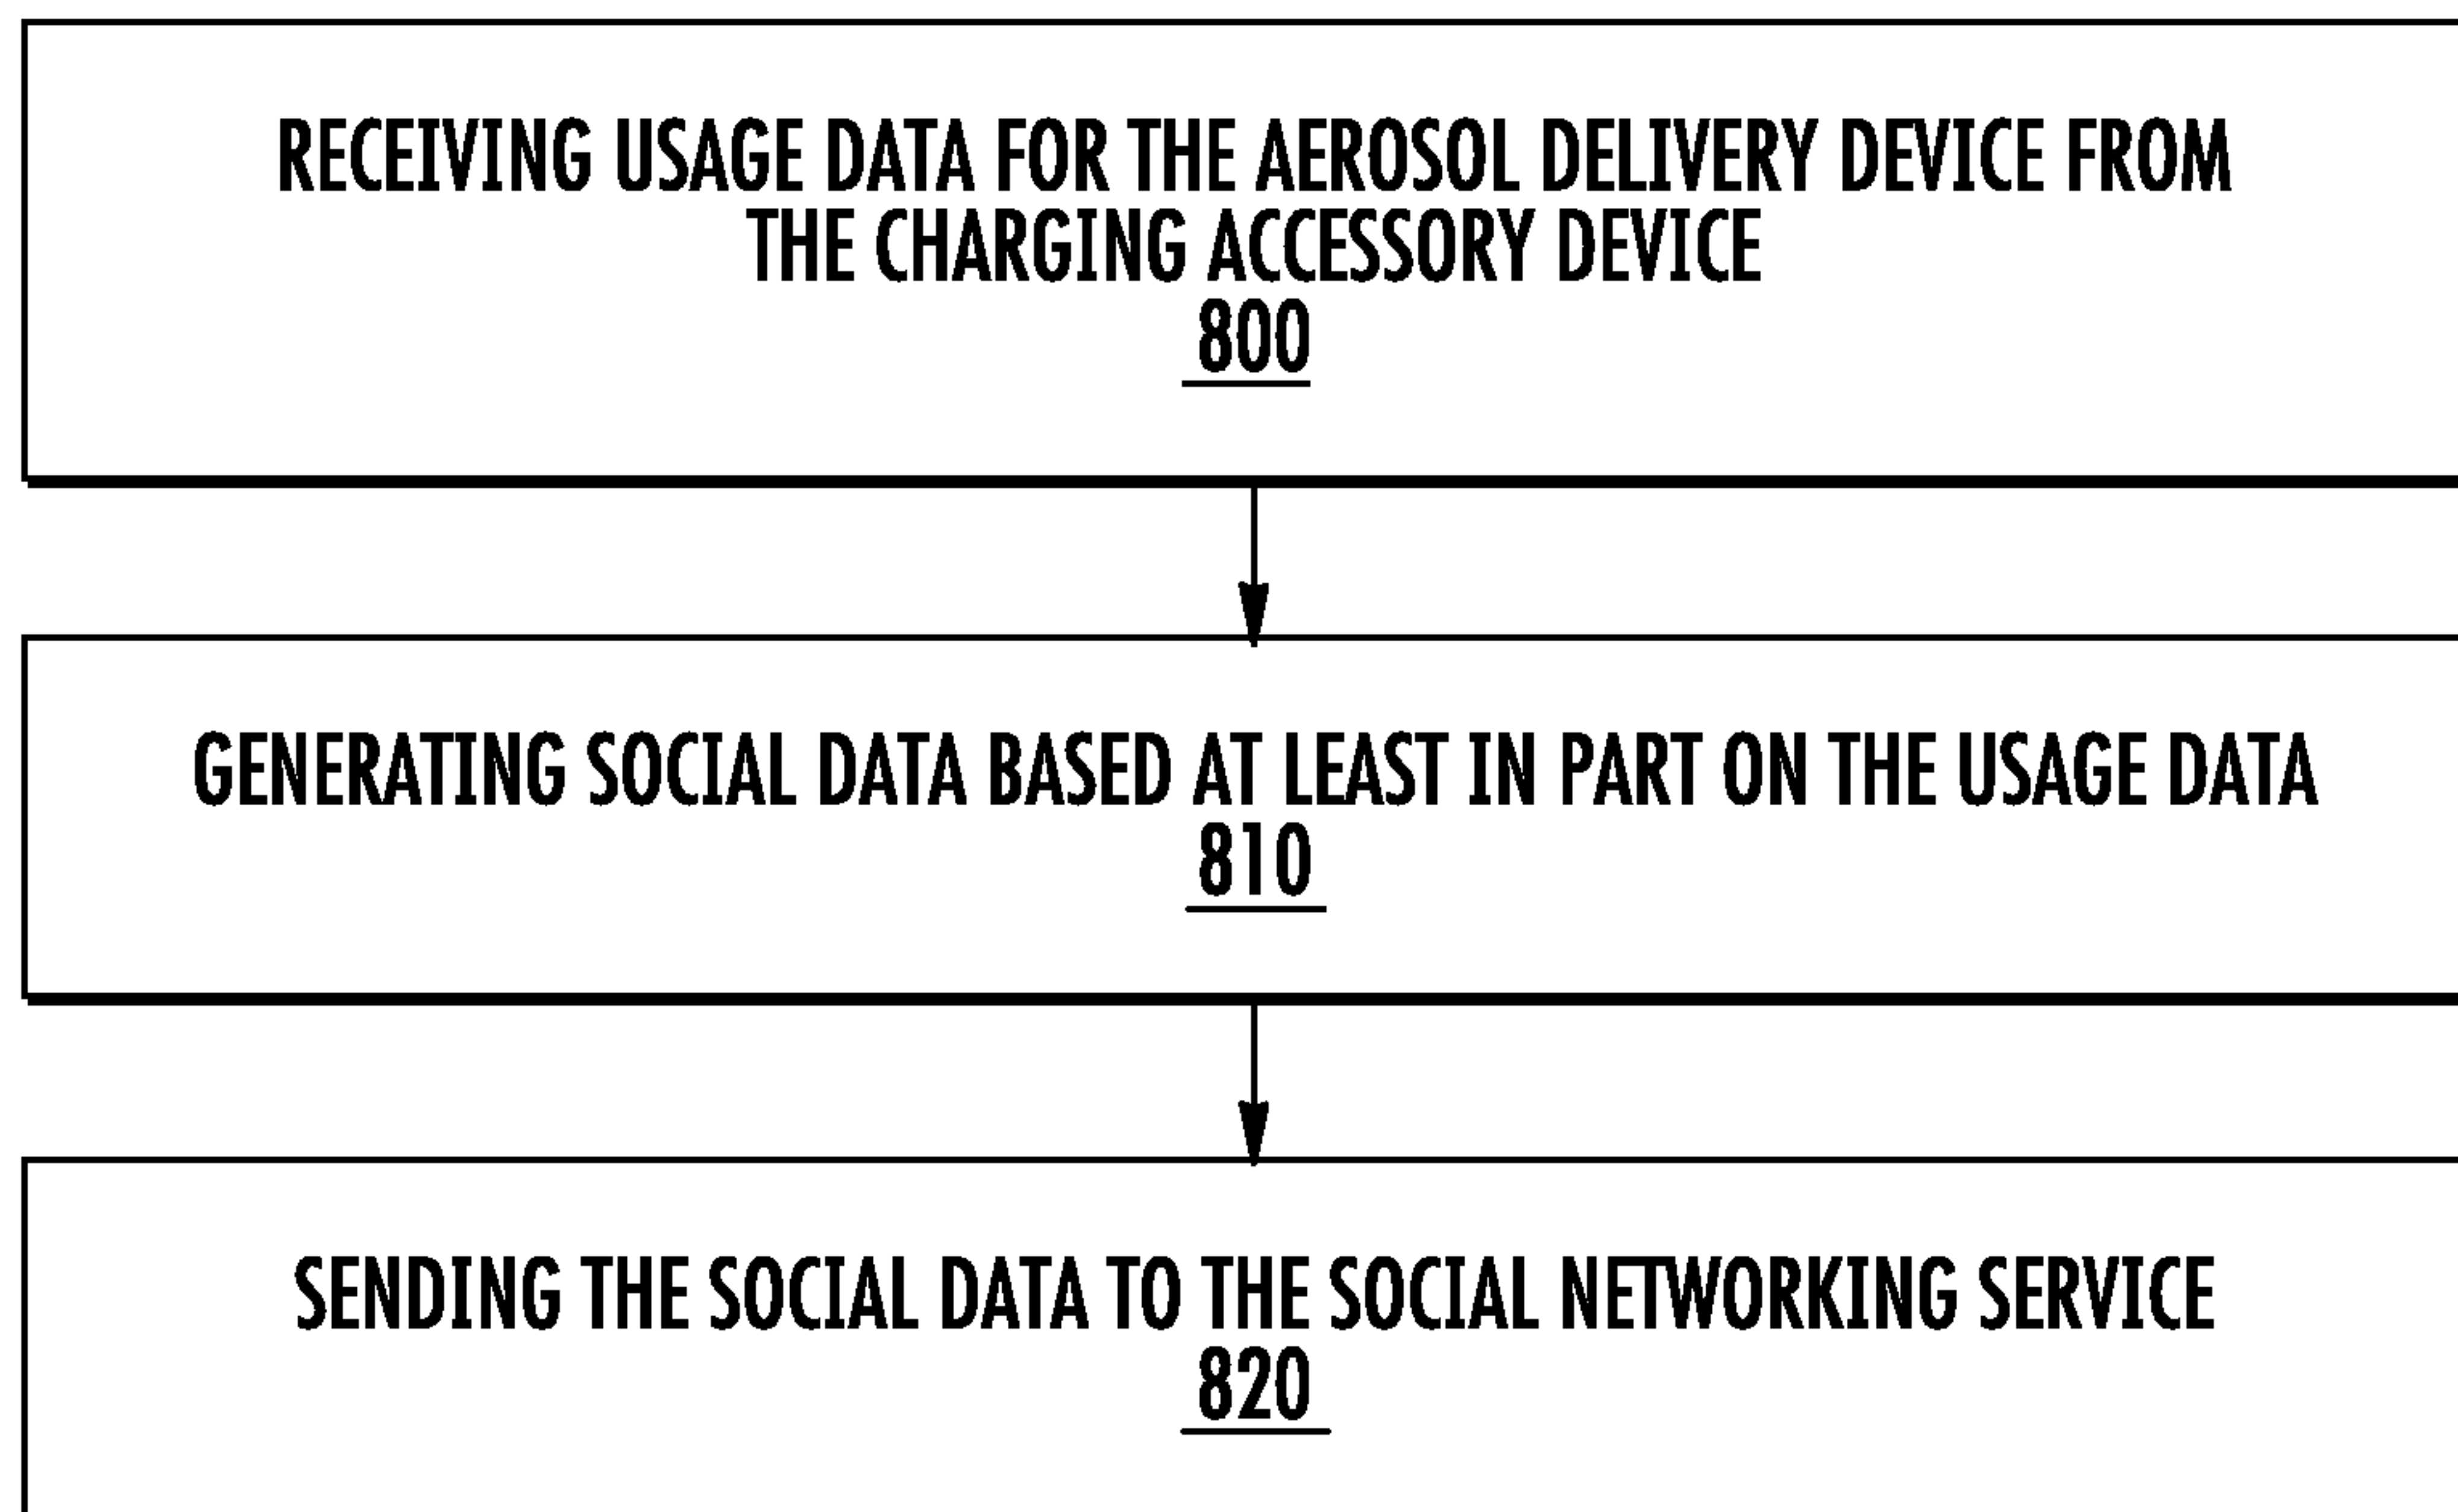 RECEIVING USAGE DATA FOR THE AEROSOL DELIVERY DEVICE FROM
THE CHARGING ACCESSORY DEVICE
800
GENERATING SOCIAL DATA BASED AT LEAST IN PART ON THE USAGE DATA
810
SENDING THE SOCIAL DATA TO THE SOCIAL NETWORKING SERVICE
820